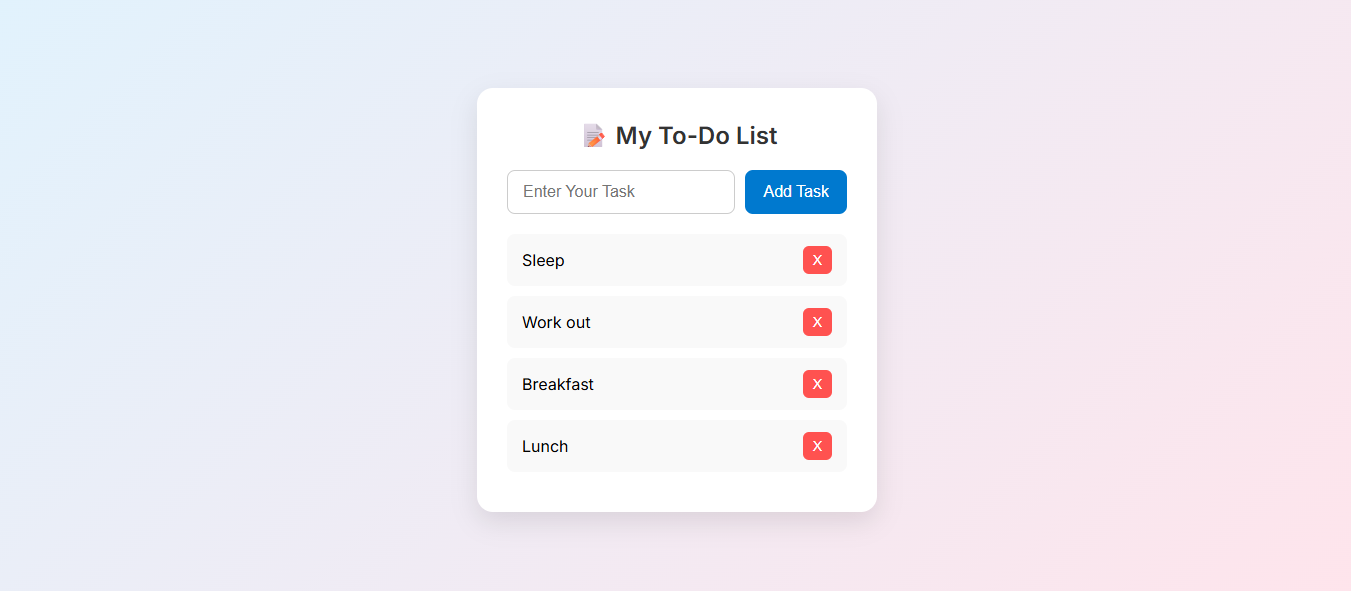 📝 My To-Do List
Enter Your Task
Add Task
Sleep
X
Work out
X
Breakfast
X
Lunch
X